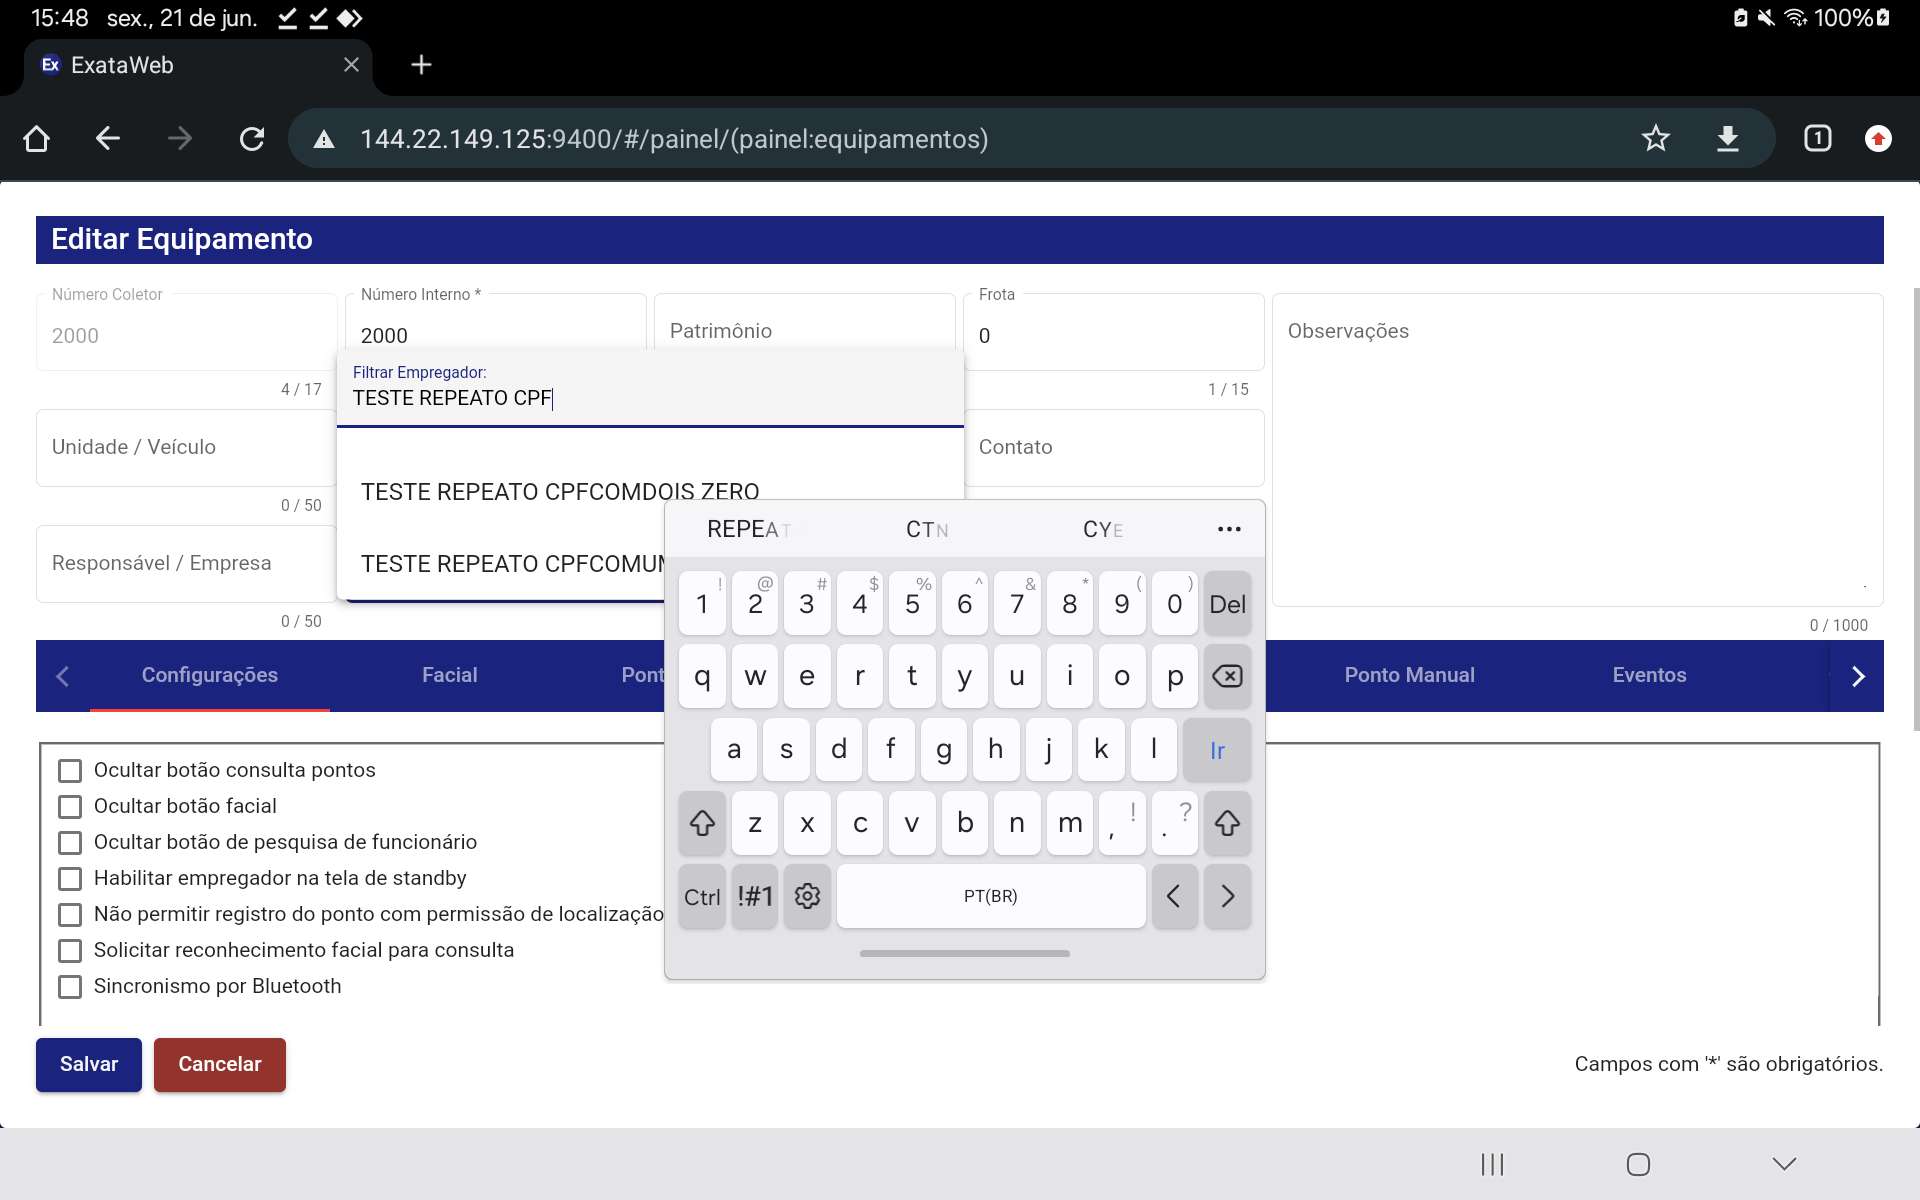 15:48 sex., 21 de jun.
100%
Ex ExataWeb
144.22.149.125:9400/#/painel/(painel:equipamentos)
1
Editar Equipamento
Número Coletor
2000
4 / 17
Número Interno *
2000
Patrimônio
Frota
0
1 / 15
Observações
0 / 1000
Filtrar Empregador:
TESTE REPEATO CPF
TESTE REPEATO CPFCOMDOIS ZERO
TESTE REPEATO CPFCOMUM
Unidade / Veículo
0 / 50
Contato
Responsável / Empresa
0 / 50
Configurações
Facial
Pont
Ponto Manual
Eventos
REPEAT
CTN
CYE
1 ! 2 @ 3 # 4 $ 5 % 6 ^ 7 & 8 * 9 ( 0 ) Del
q w e r t y u i o p
a s d f g h j k l Ir
z x c v b n m , ! . ?
Ctrl !#1 PT(BR)
Ocultar botão consulta pontos
Ocultar botão facial
Ocultar botão de pesquisa de funcionário
Habilitar empregador na tela de standby
Não permitir registro do ponto com permissão de localização
Solicitar reconhecimento facial para consulta
Sincronismo por Bluetooth
Salvar
Cancelar
Campos com '*' são obrigatórios.